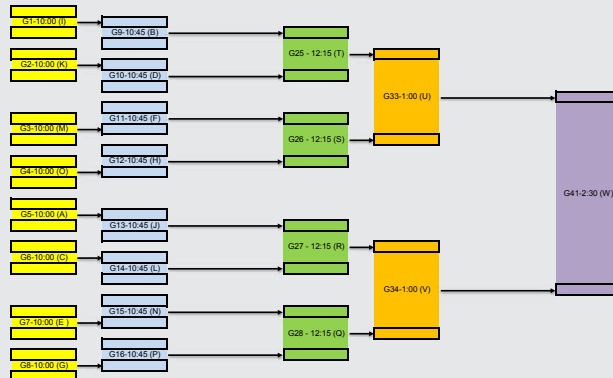 G1-10:00 (I)
G9-10:45 (B)
G25 - 12:15 (T)
G2-10:00 (K)
G10-10:45 (D)
G33-1:00 (U)
G3-10:00 (M)
G11-10:45 (F)
G26 - 12:15 (S)
G4-10:00 (O)
G12-10:45 (H)
G41-2:30 (W)
G5-10:00 (A)
G13-10:45 (J)
G27 - 12:15 (R)
G6-10:00 (C)
G14-10:45 (L)
G34-1:00 (V)
G7-10:00 (E )
G15-10:45 (N)
G28 - 12:15 (Q)
G8-10:00 (G)
G16-10:45 (P)